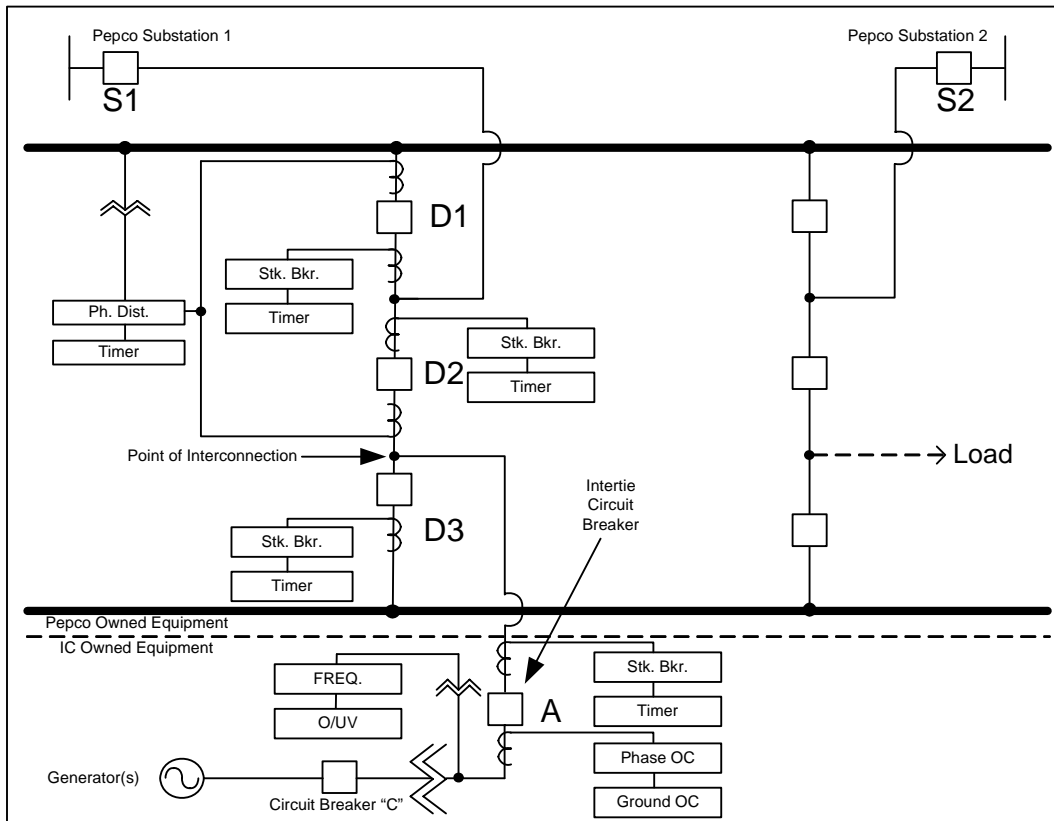 Pepco Substation 1
Pepco Substation 2
S1
S2
D1
Stk. Bkr.
Timer
Ph. Dist.
Timer
Stk. Bkr.
Timer
D2
Point of Interconnection
Load
Intertie
Circuit
Breaker
D3
Stk. Bkr.
Timer
Pepco Owned Equipment
IC Owned Equipment
FREQ.
O/UV
A
Stk. Bkr.
Timer
Phase OC
Ground OC
Generator(s)
Circuit Breaker “C”